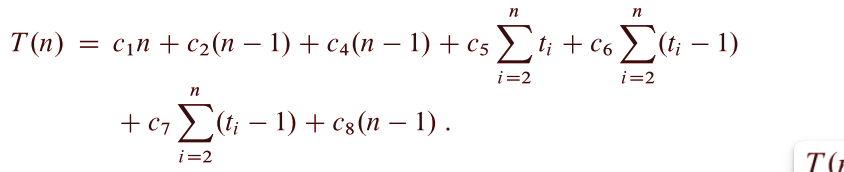 T(n) = c₁n + c₂(n − 1) + c₄(n − 1) + c₅ ∑ᵢ₌₂ⁿ tᵢ + c₆ ∑ᵢ₌₂ⁿ (tᵢ − 1)
+ c₇ ∑ᵢ₌₂ⁿ (tᵢ − 1) + c₈(n − 1) .